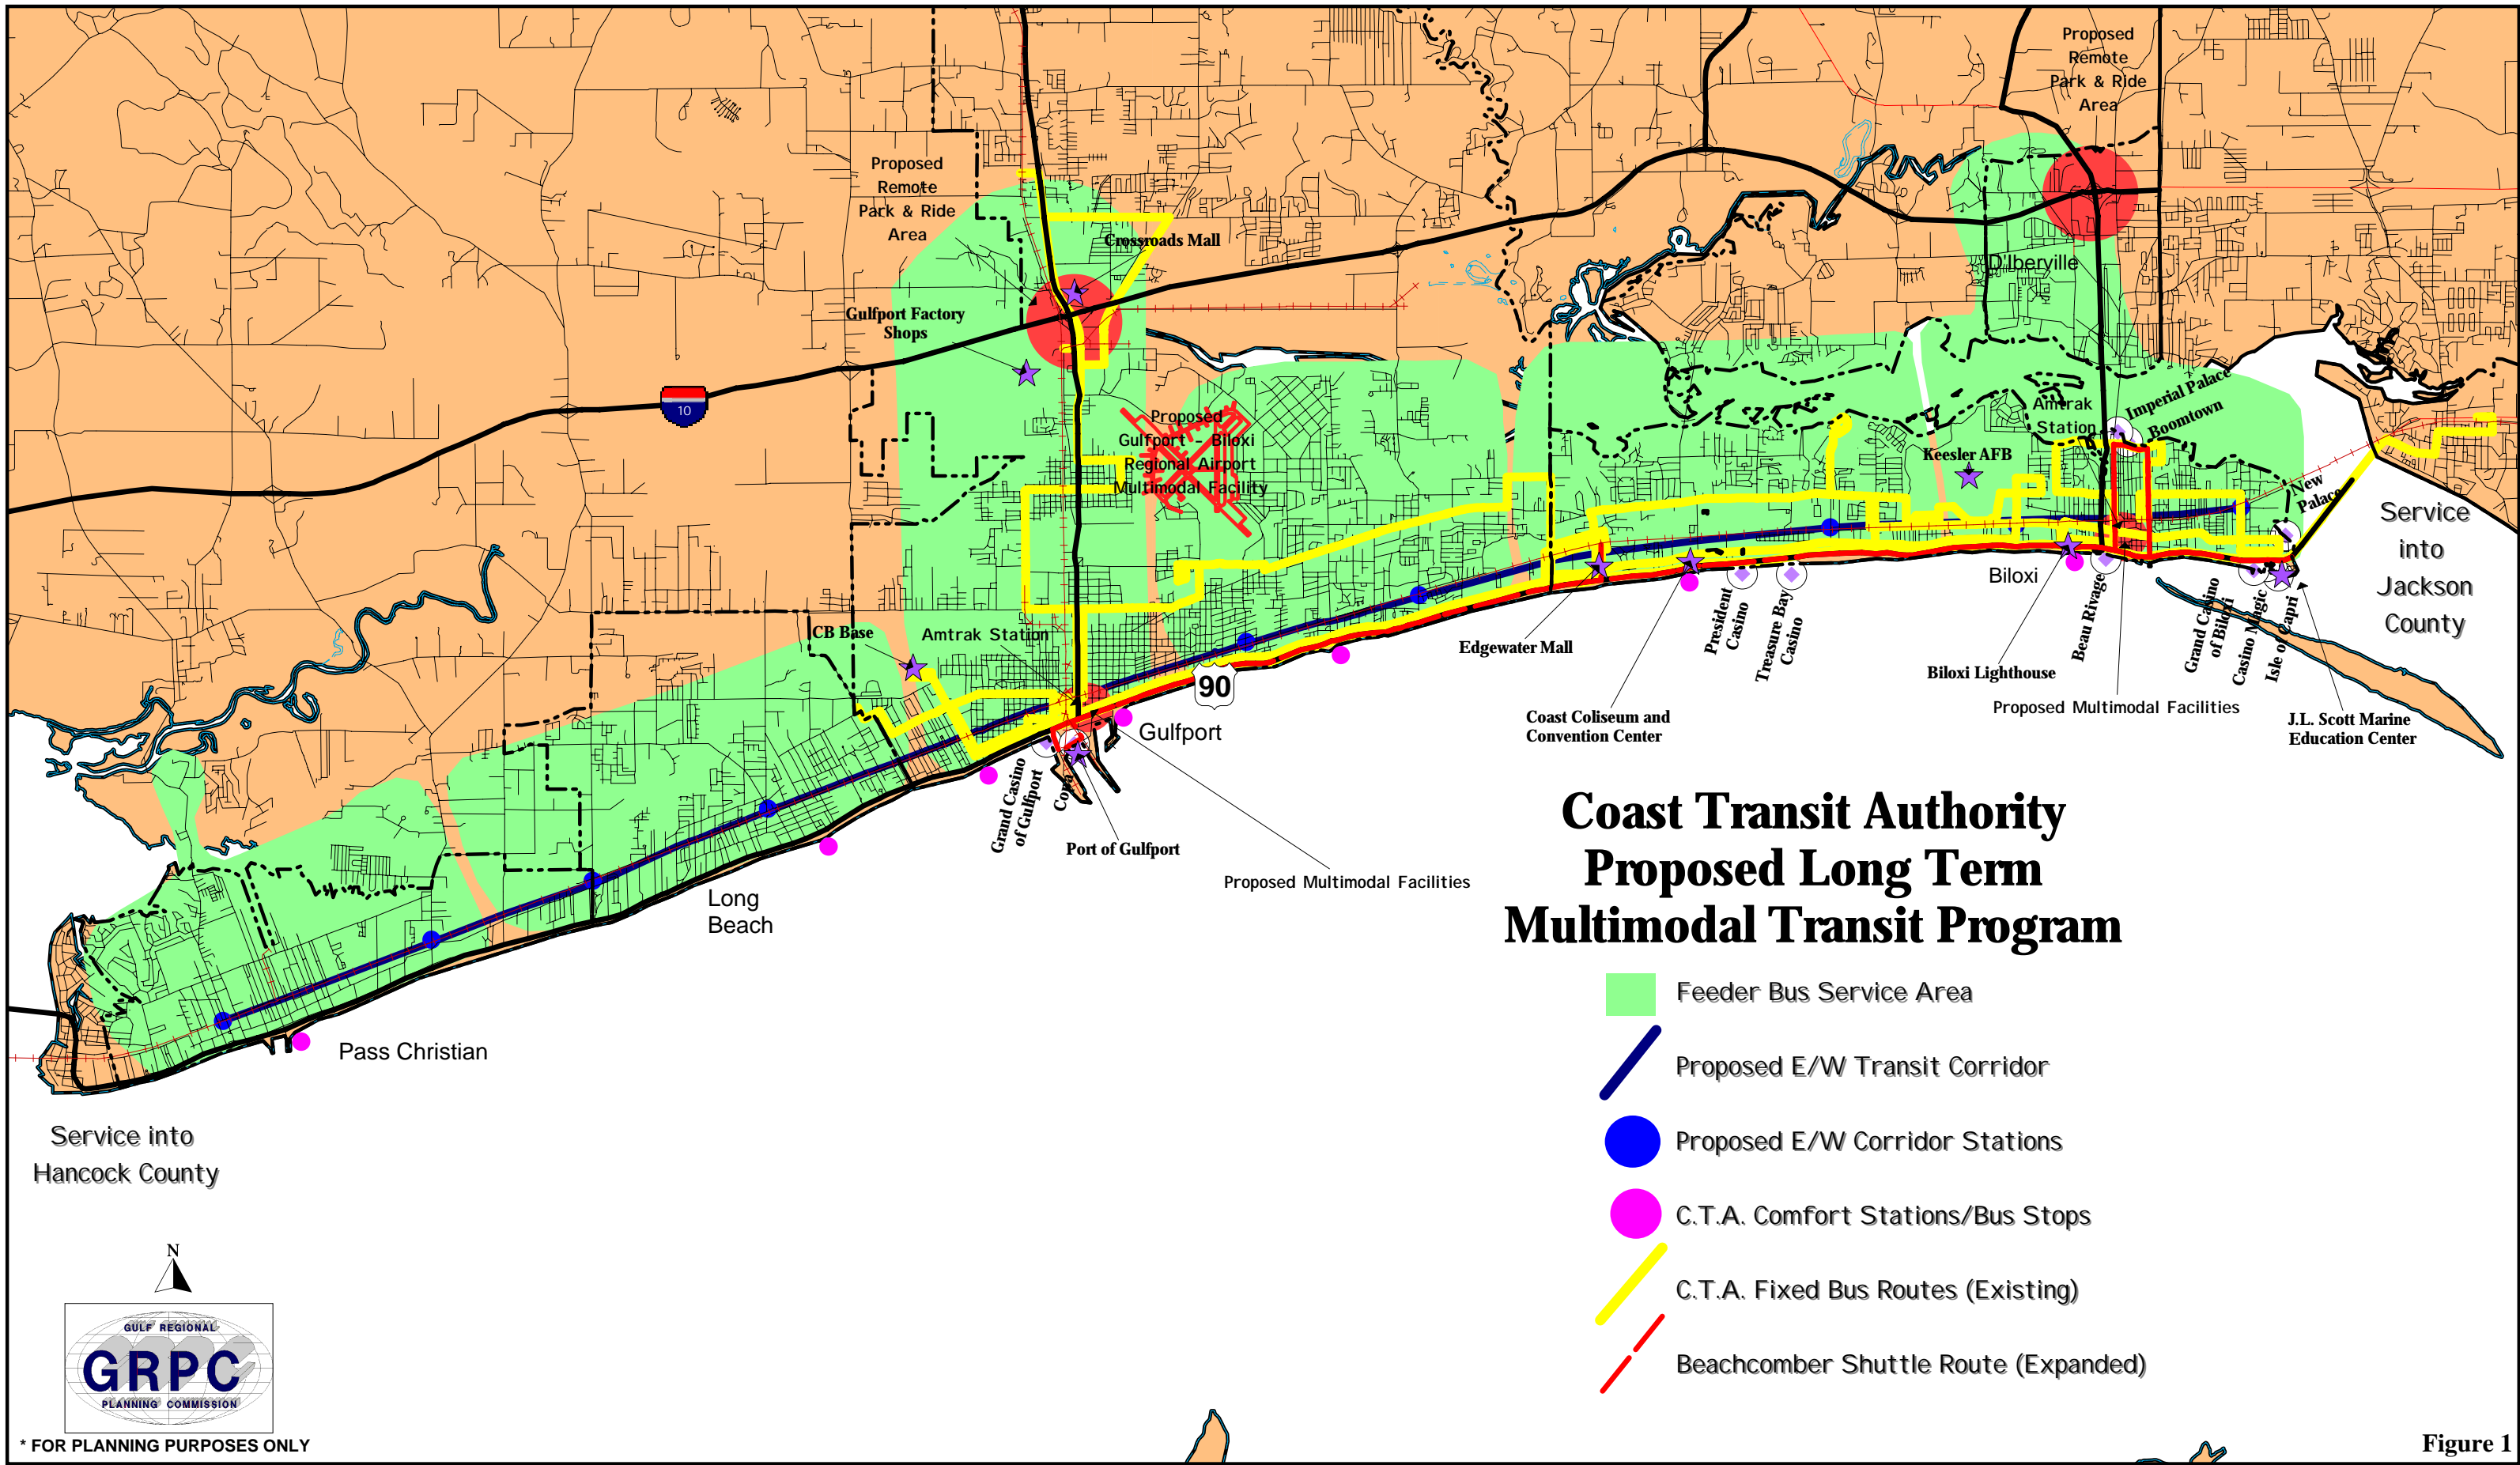 Proposed
Remote
Park & Ride
Area
Proposed
Remote
Park & Ride
Area
Crossroads Mall
D'Iberville
Gulfport Factory
Shops
10
Imperial Palace
Boomtown
Amtrak
Station
Proposed
Gulfport - Biloxi
Regional Airport
Multimodal Facility
Keesler AFB
New
Palace
Service
into
Jackson
County
CB Base
Amtrak Station
90
Edgewater Mall
President
Casino
Treasure Bay
Casino
Biloxi
Beau Rivage
Grand Casino
of Biloxi
Casino Magic
Isle of Capri
Biloxi Lighthouse
Proposed Multimodal Facilities
J.L. Scott Marine
Education Center
Coast Coliseum and
Convention Center
Gulfport
Grand Casino
of Gulfport
Port of Gulfport
Proposed Multimodal Facilities
Long
Beach
Pass Christian
Service into
Hancock County
Coast Transit Authority
Proposed Long Term
Multimodal Transit Program
Feeder Bus Service Area
Proposed E/W Transit Corridor
Proposed E/W Corridor Stations
C.T.A. Comfort Stations/Bus Stops
C.T.A. Fixed Bus Routes (Existing)
Beachcomber Shuttle Route (Expanded)
N
GULF REGIONAL
GRPC
PLANNING COMMISSION
* FOR PLANNING PURPOSES ONLY
Figure 1